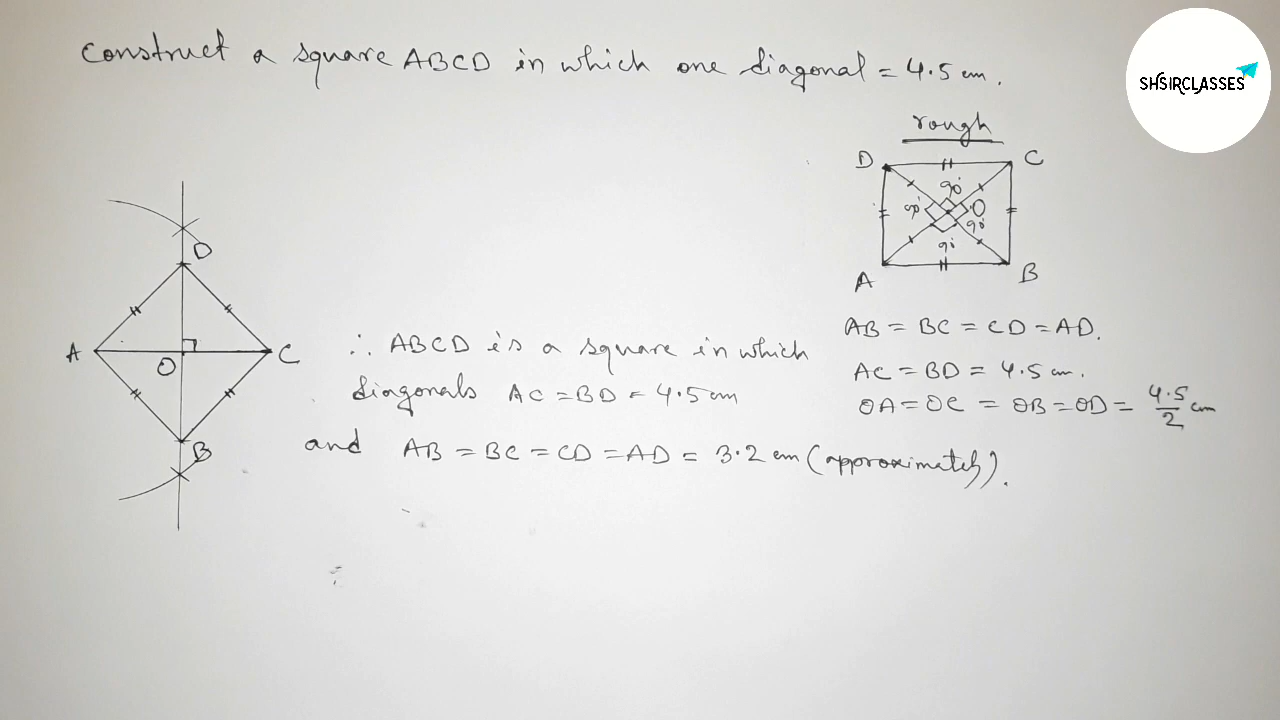 Construct a square ABCD in which one diagonal = 4.5 cm.
SHSIRCLASSES
rough
D C
90°
90° O
90°
90°
A B
D
A C
O
B
AB = BC = CD = AD.
AC = BD = 4.5 cm.
OA = OC = OB = OD = 4.5/2 cm
∴ ABCD is a square in which
diagonals AC = BD = 4.5 cm
and AB = BC = CD = AD = 3.2 cm (approximately).